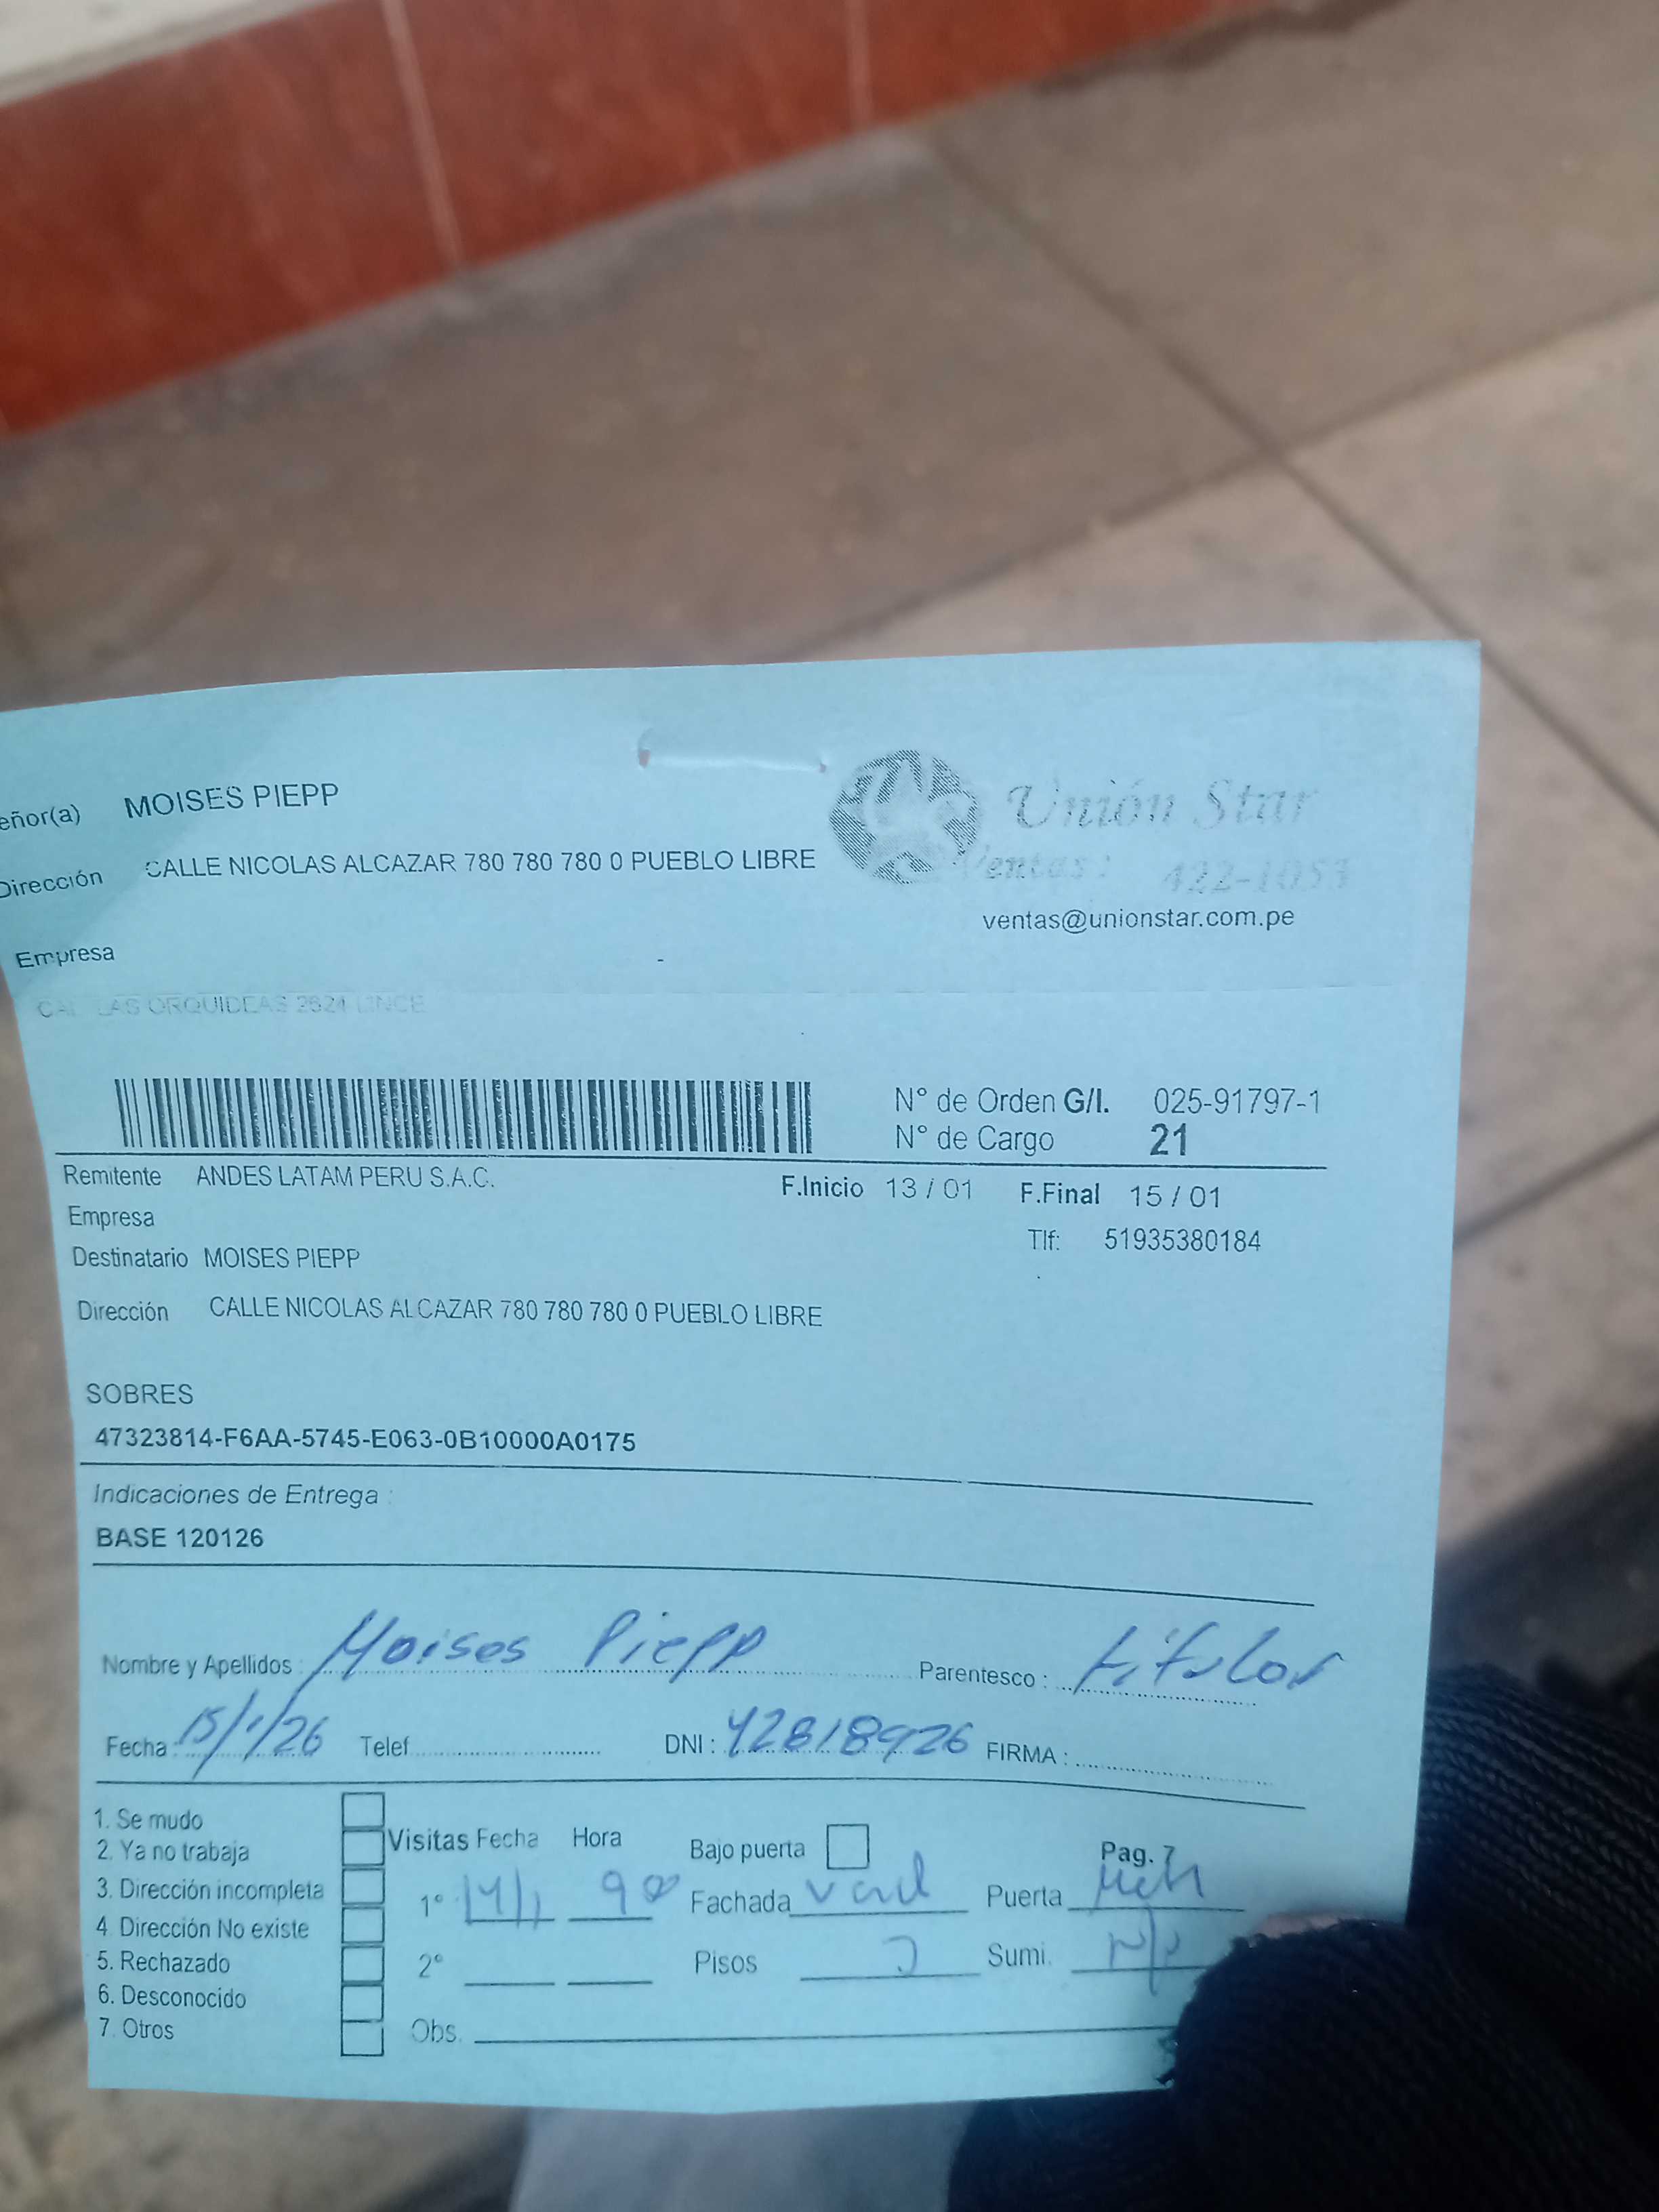 eñor(a) MOISES PIEPP
Dirección CALLE NICOLAS ALCAZAR 780 780 780 0 PUEBLO LIBRE
Unión Star
Ventas: 422-1053
ventas@unionstar.com.pe
Empresa -
LAS ORQUIDEAS 2624 LINCE
N° de Orden G/I. 025-91797-1
N° de Cargo 21
Remitente ANDES LATAM PERU S.A.C.
F.Inicio 13 / 01 F.Final 15 / 01
Empresa
Tlf: 51935380184
Destinatario MOISES PIEPP
Dirección CALLE NICOLAS ALCAZAR 780 780 780 0 PUEBLO LIBRE
SOBRES
47323814-F6AA-5745-E063-0B10000A0175
Indicaciones de Entrega :
BASE 120126
Nombre y Apellidos : Moises Piepp Parentesco : titular
Fecha : 15/1/26 Telef. DNI : 42818926 FIRMA :
1. Se mudo
2. Ya no trabaja
3. Dirección incompleta
4 Dirección No existe
5. Rechazado
6. Desconocido
7. Otros
Visitas Fecha Hora Bajo puerta Pag. 7
1° 14/1 9 Fachada Puerta
2° Pisos Sumi.
Obs.